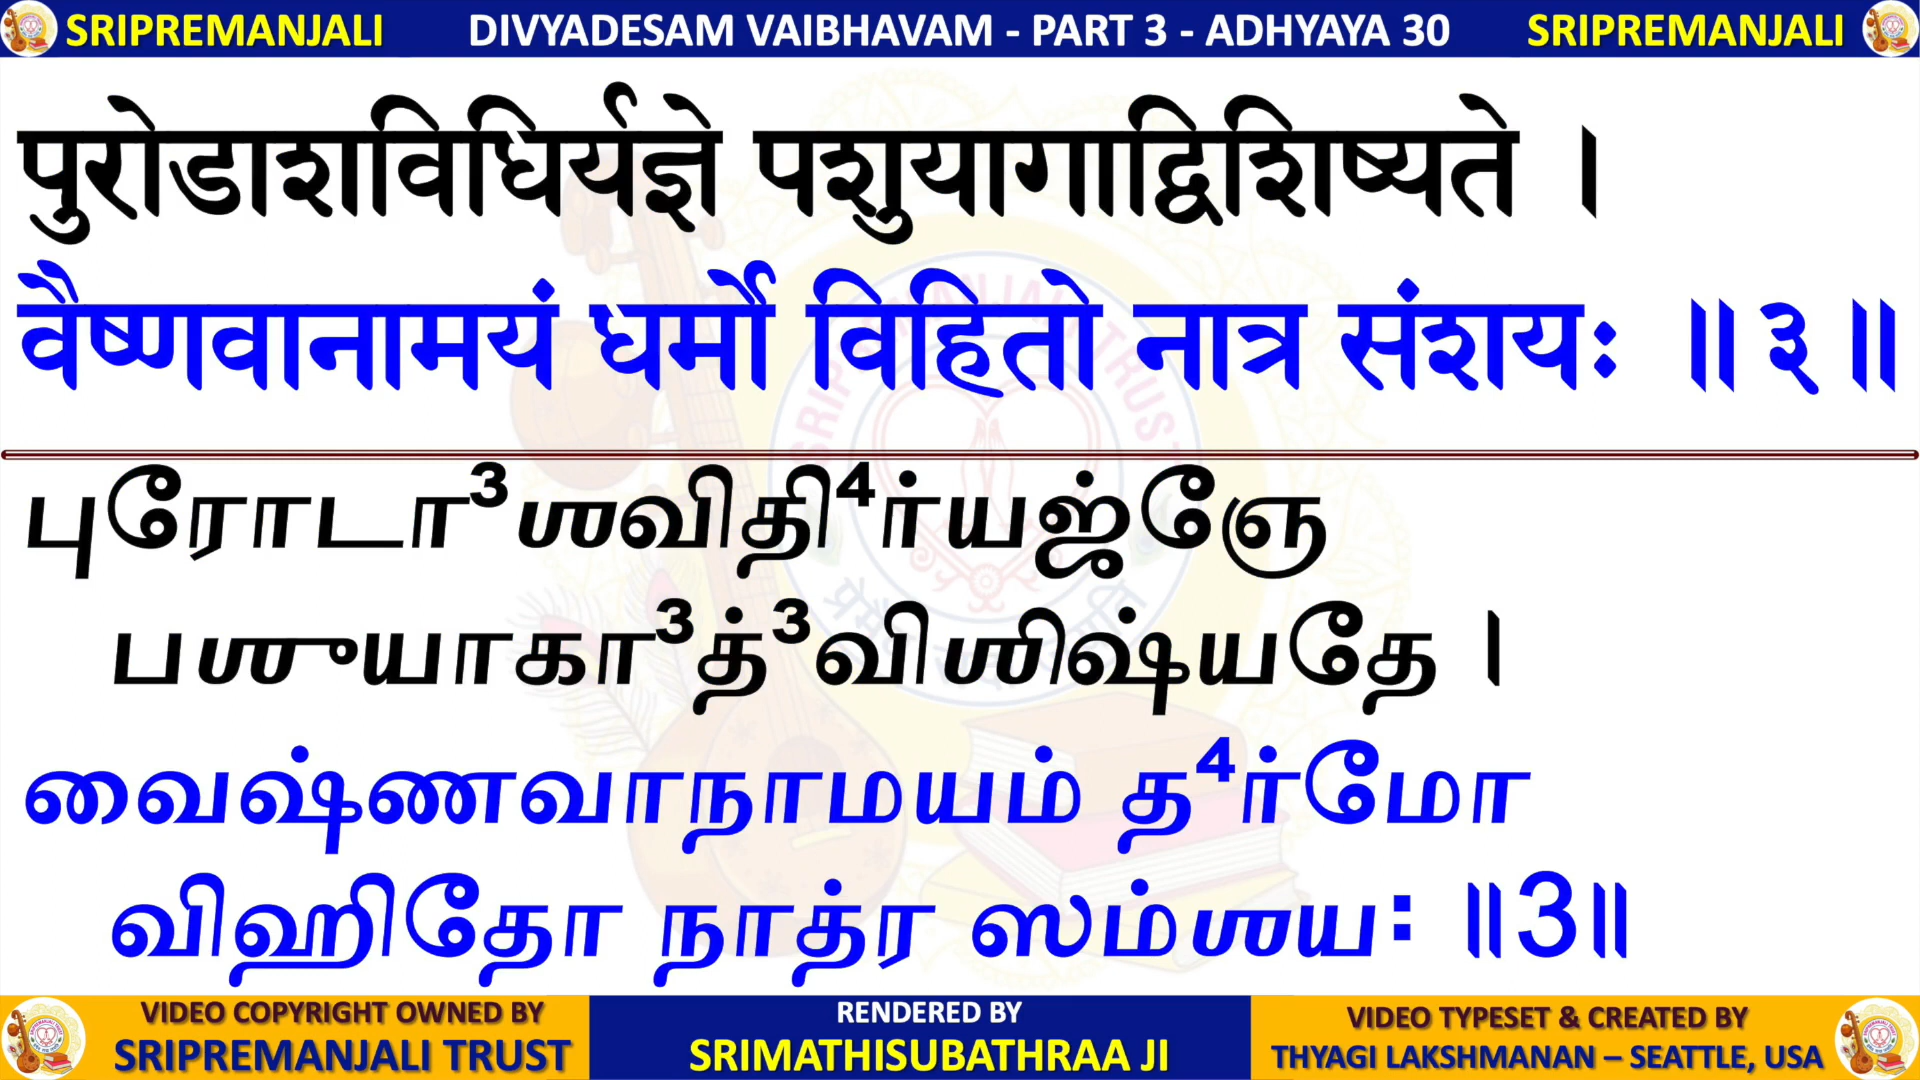 SRIPREMANJALI DIVYADESAM VAIBHAVAM - PART 3 - ADHYAYA 30 SRIPREMANJALI
पुरोडाशविधिर्यज्ञे पशुयागाद्विशिष्यते ।
वैष्णवानामयं धर्मो विहितो नात्र संशयः ॥३॥
புரோடா³ஶவிதி⁴ர்யஜ்ஞே
பஶுயாகா³த்³விஶிஷ்யதே ।
வைஷ்ணவாநாமயம் த⁴ர்மோ
விஹிதோ நாத்ர ஸம்ஶய: ॥3॥
VIDEO COPYRIGHT OWNED BY RENDERED BY VIDEO TYPESET & CREATED BY
SRIPREMANJALI TRUST SRIMATHISUBATHRAA JI THYAGI LAKSHMANAN – SEATTLE, USA